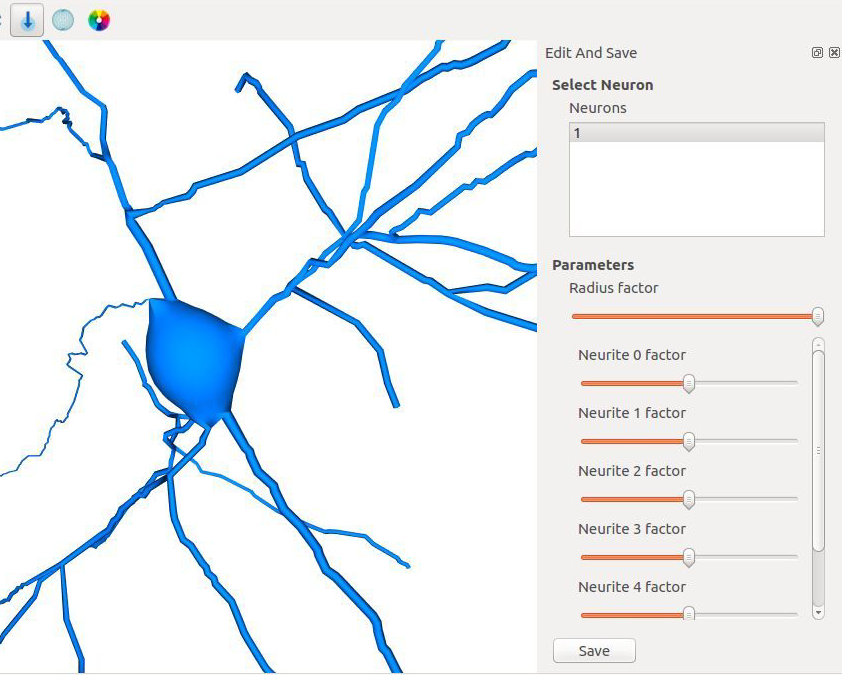 Edit And Save
Select Neuron
Neurons
1
Parameters
Radius factor
Neurite 0 factor
Neurite 1 factor
Neurite 2 factor
Neurite 3 factor
Neurite 4 factor
Save